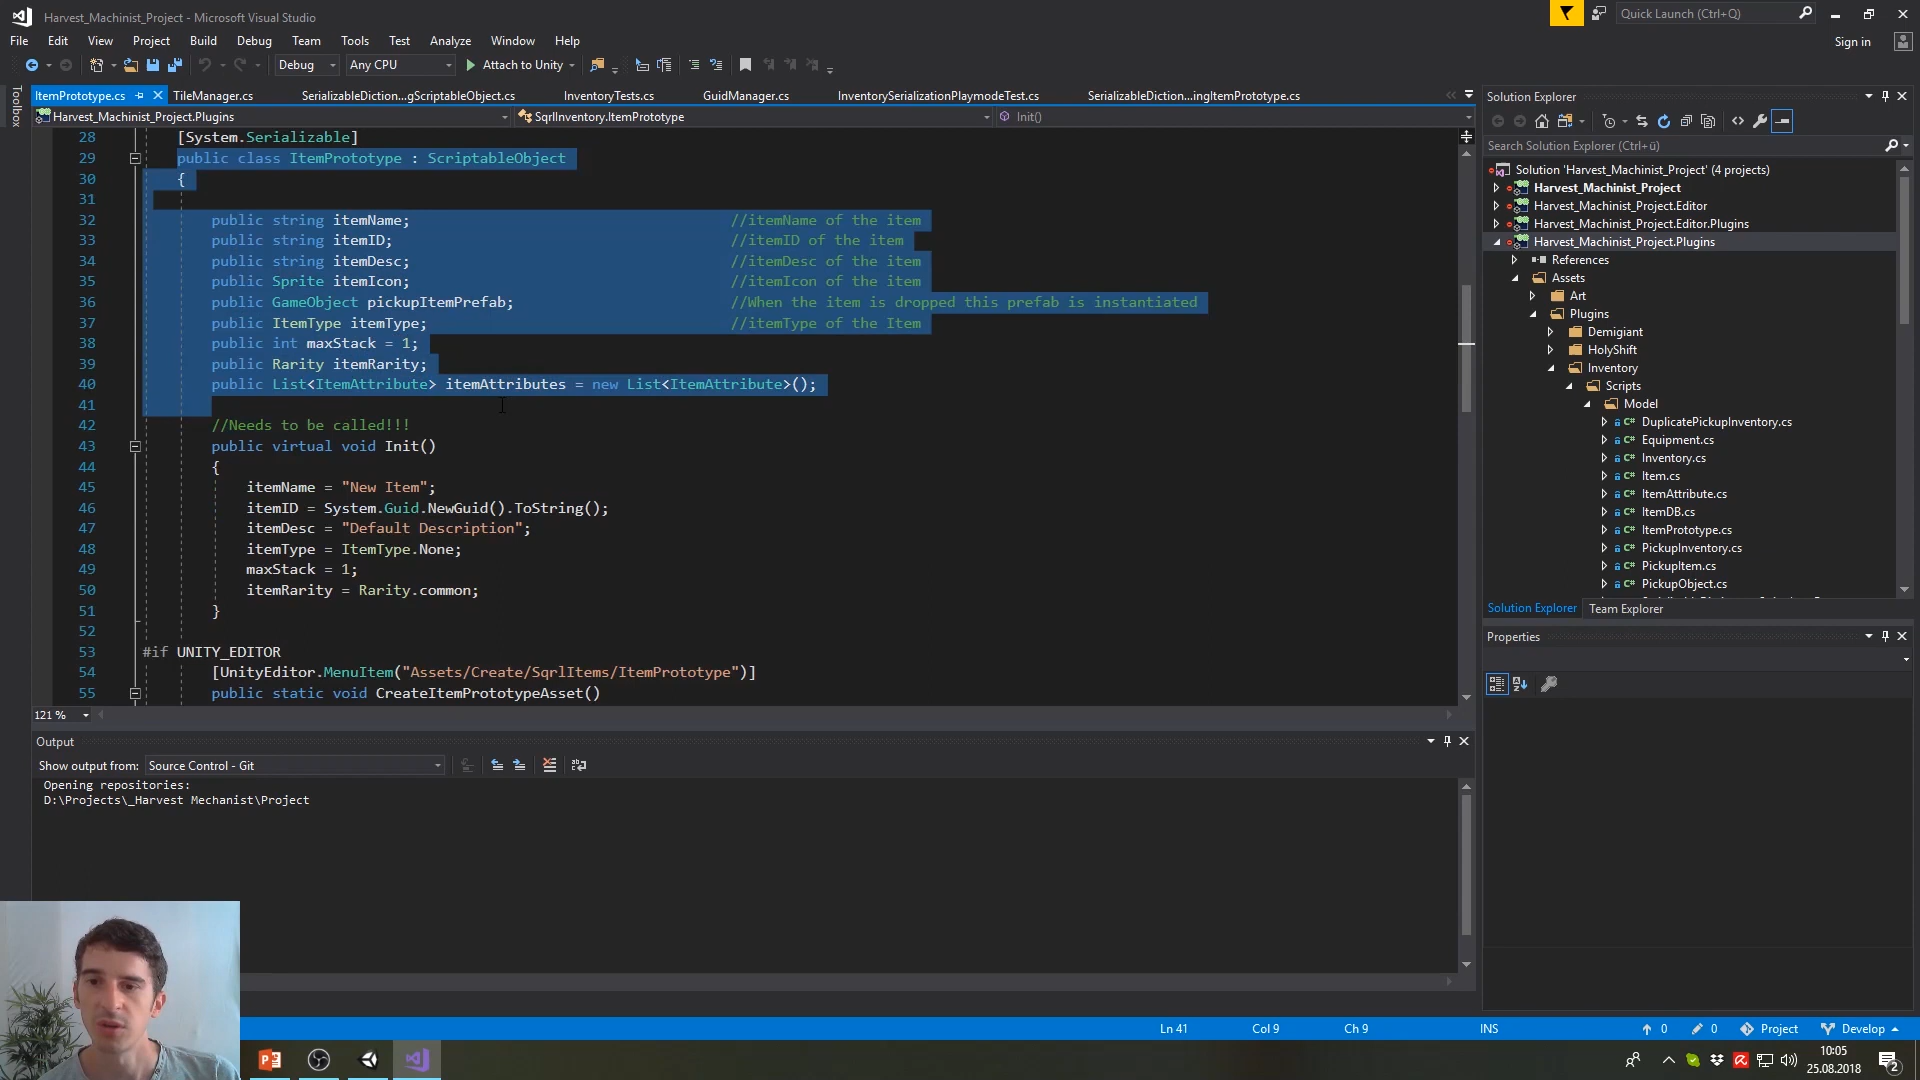 Harvest_Machinist_Project - Microsoft Visual Studio
Quick Launch (Ctrl+Q)
File Edit View Project Build Debug Team Tools Test Analyze Window Help
Sign in
Debug Any CPU Attach to Unity
Toolbox
ItemPrototype.cs TileManager.cs SerializableDiction...gScriptableObject.cs InventoryTests.cs GuidManager.cs InventorySerializationPlaymodeTest.cs SerializableDiction...ingItemPrototype.cs
Harvest_Machinist_Project.Plugins SqrlInventory.ItemPrototype Init()
28 [System.Serializable]
29 public class ItemPrototype : ScriptableObject
30 {
31
32 public string itemName; //itemName of the item
33 public string itemID; //itemID of the item
34 public string itemDesc; //itemDesc of the item
35 public Sprite itemIcon; //itemIcon of the item
36 public GameObject pickupItemPrefab; //When the item is dropped this prefab is instantiated
37 public ItemType itemType; //itemType of the Item
38 public int maxStack = 1;
39 public Rarity itemRarity;
40 public List<ItemAttribute> itemAttributes = new List<ItemAttribute>();
41
42 //Needs to be called!!!
43 public virtual void Init()
44 {
45 itemName = "New Item";
46 itemID = System.Guid.NewGuid().ToString();
47 itemDesc = "Default Description";
48 itemType = ItemType.None;
49 maxStack = 1;
50 itemRarity = Rarity.common;
51 }
52
53 #if UNITY_EDITOR
54 [UnityEditor.MenuItem("Assets/Create/SqrlItems/ItemPrototype")]
55 public static void CreateItemPrototypeAsset()
121 %
Output
Show output from: Source Control - Git
Opening repositories:
D:\Projects\_Harvest Mechanist\Project
Solution Explorer
Search Solution Explorer (Ctrl+ü)
Solution 'Harvest_Machinist_Project' (4 projects)
Harvest_Machinist_Project
Harvest_Machinist_Project.Editor
Harvest_Machinist_Project.Editor.Plugins
Harvest_Machinist_Project.Plugins
References
Assets
Art
Plugins
Demigiant
HolyShift
Inventory
Scripts
Model
C# DuplicatePickupInventory.cs
C# Equipment.cs
C# Inventory.cs
C# Item.cs
C# ItemAttribute.cs
C# ItemDB.cs
C# ItemPrototype.cs
C# PickupInventory.cs
C# PickupItem.cs
C# PickupObject.cs
Solution Explorer Team Explorer
Properties
Ln 41 Col 9 Ch 9 INS 0 0 Project Develop
10:05
25.08.2018
2